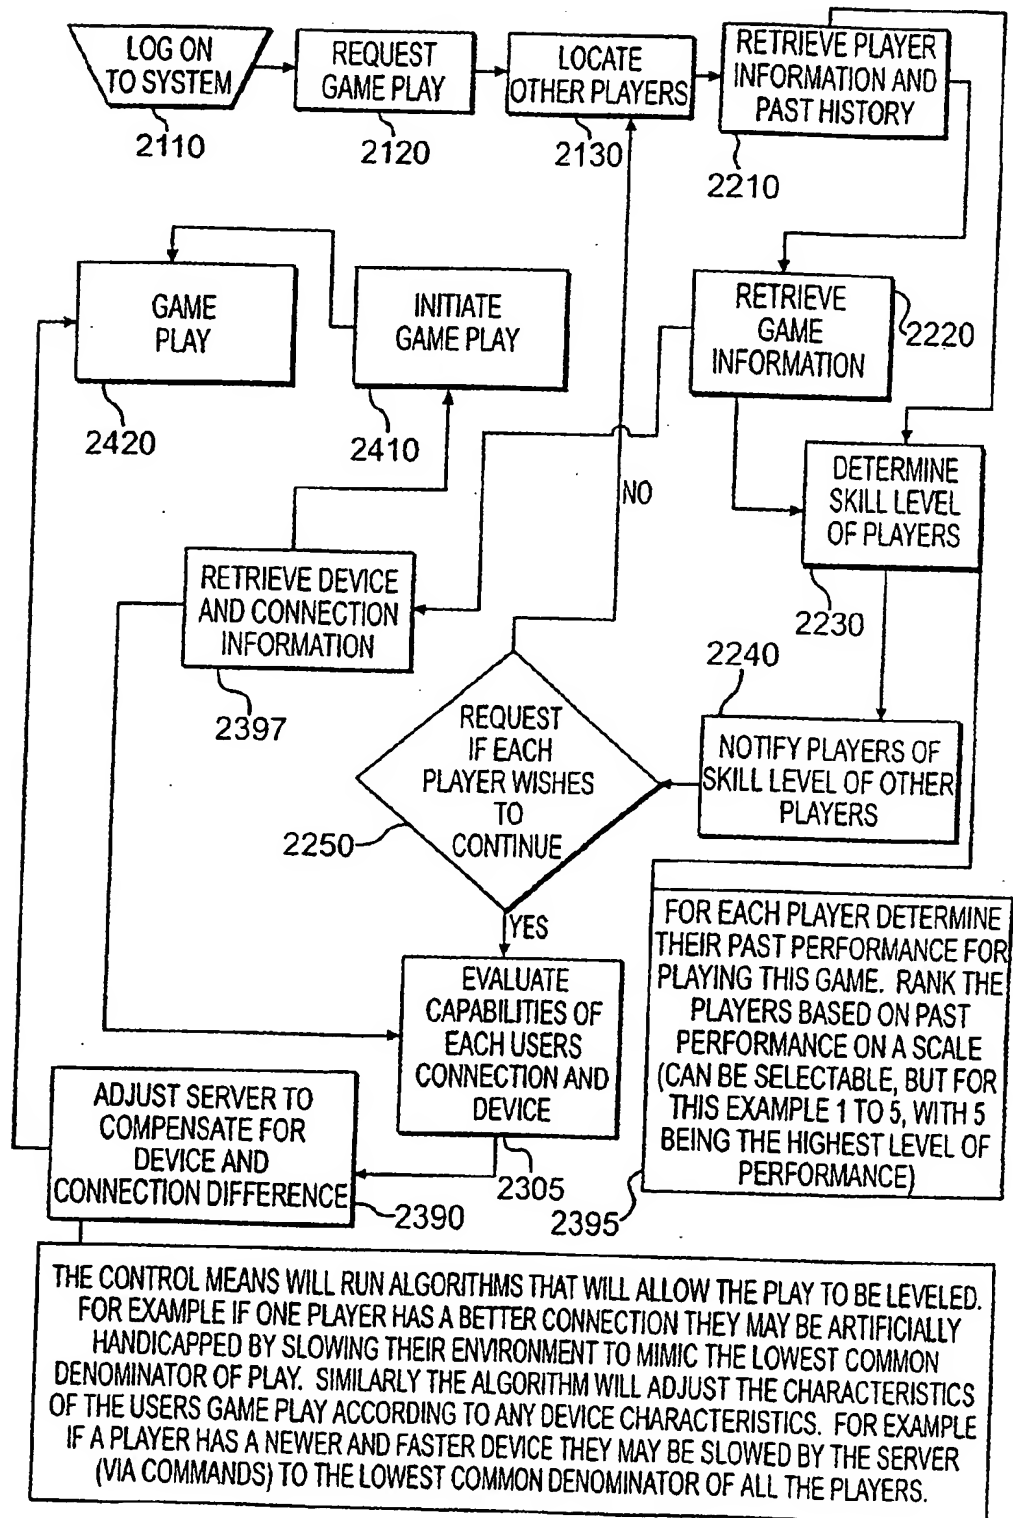 LOG ON
TO SYSTEM
2110
REQUEST
GAME PLAY
2120
LOCATE
OTHER PLAYERS
2130
RETRIEVE PLAYER
INFORMATION AND
PAST HISTORY
2210
GAME
PLAY
2420
INITIATE
GAME PLAY
2410
RETRIEVE
GAME
INFORMATION
2220
NO
DETERMINE
SKILL LEVEL
OF PLAYERS
2230
RETRIEVE DEVICE
AND CONNECTION
INFORMATION
2397
2240
NOTIFY PLAYERS OF
SKILL LEVEL OF OTHER
PLAYERS
REQUEST
IF EACH
PLAYER WISHES
TO
CONTINUE
2250
YES
EVALUATE
CAPABILITIES OF
EACH USERS
CONNECTION AND
DEVICE
2305
FOR EACH PLAYER DETERMINE
THEIR PAST PERFORMANCE FOR
PLAYING THIS GAME. RANK THE
PLAYERS BASED ON PAST
PERFORMANCE ON A SCALE
(CAN BE SELECTABLE, BUT FOR
THIS EXAMPLE 1 TO 5, WITH 5
BEING THE HIGHEST LEVEL OF
PERFORMANCE)
2395
ADJUST SERVER TO
COMPENSATE FOR
DEVICE AND
CONNECTION DIFFERENCE
2390
THE CONTROL MEANS WILL RUN ALGORITHMS THAT WILL ALLOW THE PLAY TO BE LEVELED.
FOR EXAMPLE IF ONE PLAYER HAS A BETTER CONNECTION THEY MAY BE ARTIFICIALLY
HANDICAPPED BY SLOWING THEIR ENVIRONMENT TO MIMIC THE LOWEST COMMON
DENOMINATOR OF PLAY. SIMILARLY THE ALGORITHM WILL ADJUST THE CHARACTERISTICS
OF THE USERS GAME PLAY ACCORDING TO ANY DEVICE CHARACTERISTICS. FOR EXAMPLE
IF A PLAYER HAS A NEWER AND FASTER DEVICE THEY MAY BE SLOWED BY THE SERVER
(VIA COMMANDS) TO THE LOWEST COMMON DENOMINATOR OF ALL THE PLAYERS.